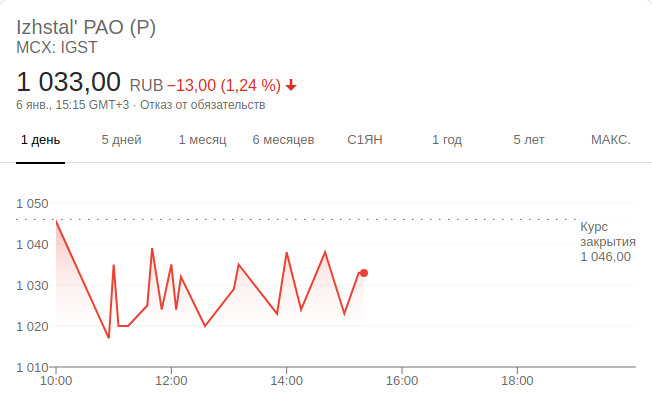 Izhstal' PAO (P)
MCX: IGST
1 033,00 RUB −13,00 (1,24 %)
6 янв., 15:15 GMT+3 · Отказ от обязательств
1 день 5 дней 1 месяц 6 месяцев С1ЯН 1 год 5 лет МАКС.
1 050
Курс
закрытия
1 046,00
1 040
1 030
1 020
1 010
10:00 12:00 14:00 16:00 18:00